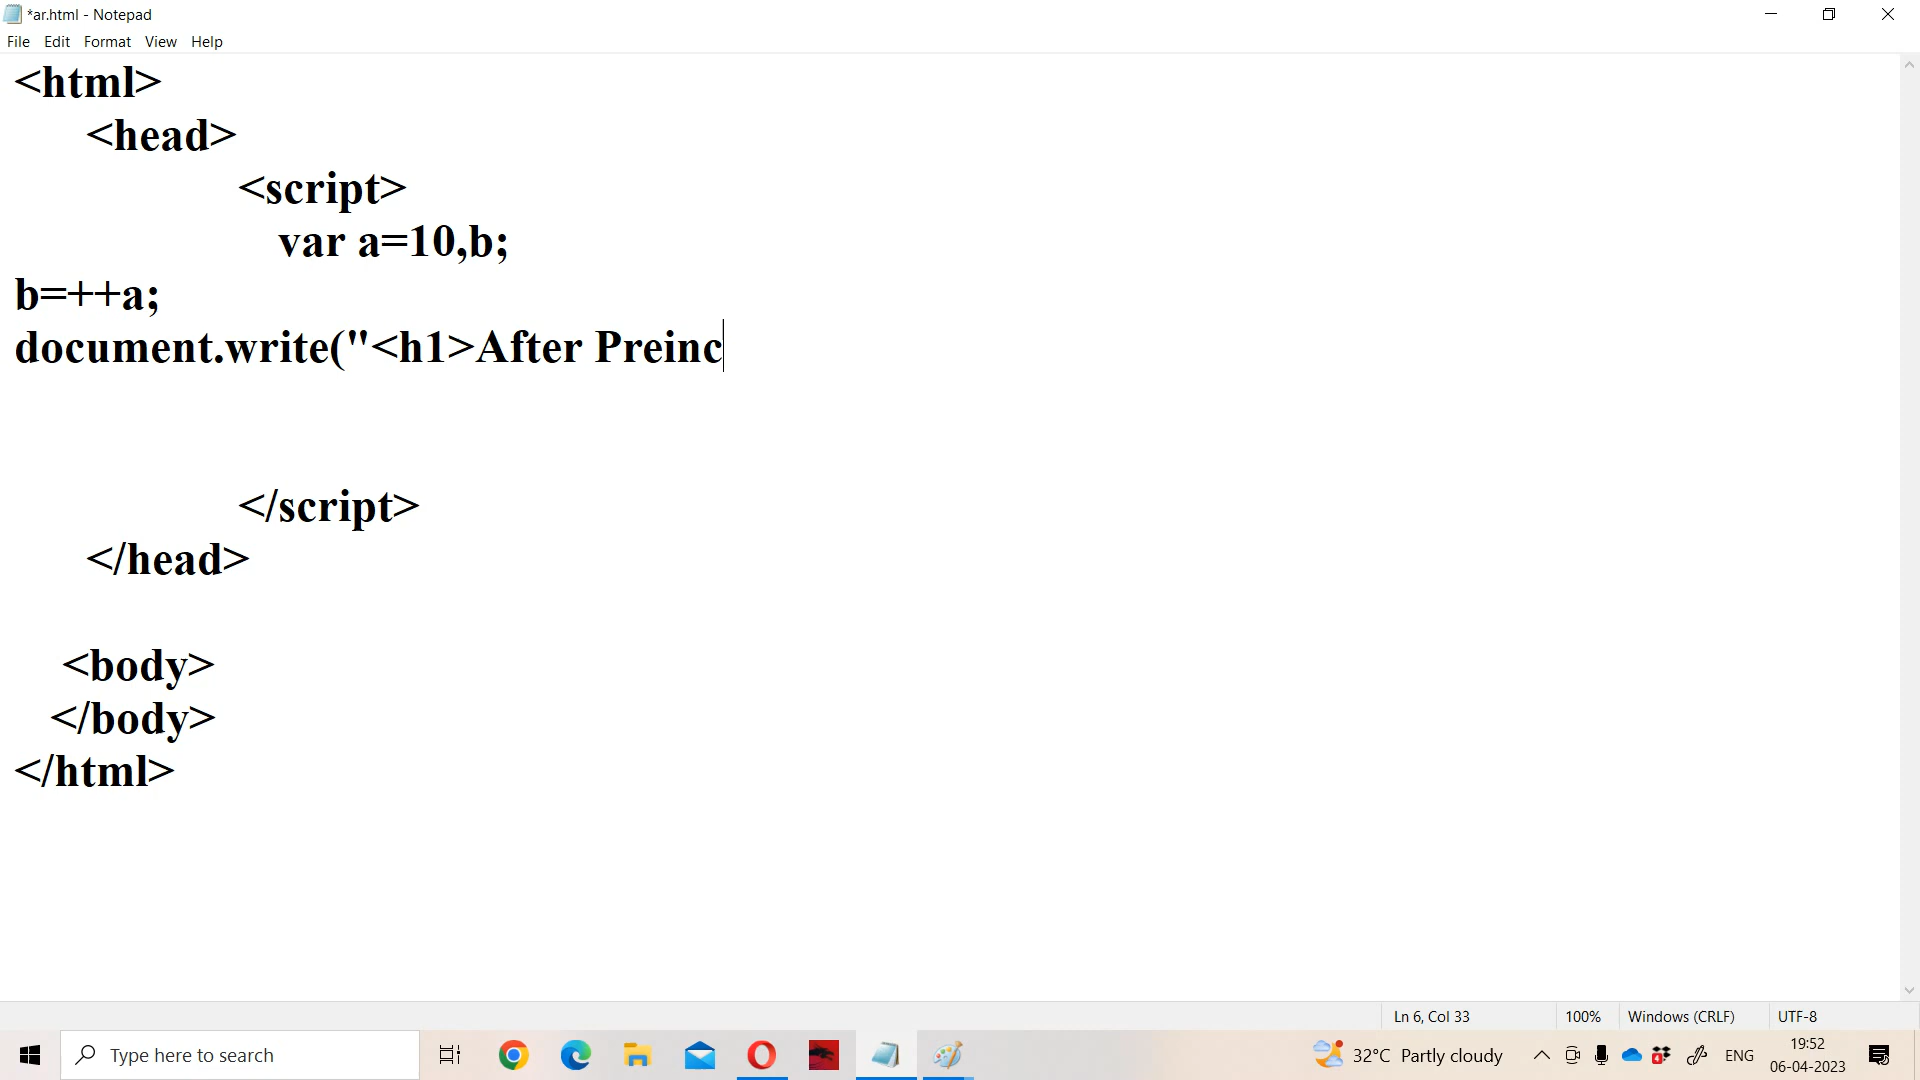 *ar.html - Notepad
File Edit Format View Help
<html>
<head>
<script>
var a=10,b;
b=++a;
document.write("<h1>After Preinc
</script>
</head>
<body>
</body>
</html>
Ln 6, Col 33 100% Windows (CRLF) UTF-8
Type here to search 32°C Partly cloudy ENG 19:52
06-04-2023